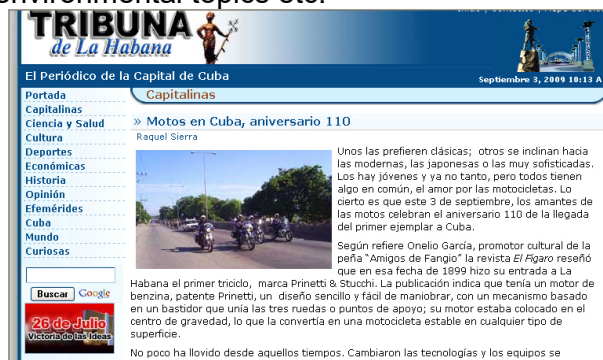 environmental topics etc.
TRIBUNA
de La Habana
El Periódico de la Capital de Cuba
Septiembre 3, 2009 10:13 A
Portada
Capitalinas
Ciencia y Salud
Cultura
Deportes
Económicas
Historia
Opinión
Efemérides
Cuba
Mundo
Curiosas
Buscar Google
26 de Julio
Victoria de las Ideas
Capitalinas
» Motos en Cuba, aniversario 110
Raquel Sierra
Unos las prefieren clásicas; otros se inclinan hacia
las modernas, las japonesas o las muy sofisticadas.
Los hay jóvenes y ya no tanto, pero todos tienen
algo en común, el amor por las motocicletas. Lo
cierto es que este 3 de septiembre, los amantes de
las motos celebran el aniversario 110 de la llegada
del primer ejemplar a Cuba.
Según refiere Onelio García, promotor cultural de la
peña "Amigos de Fangio" la revista El Fígaro reseñó
que en esa fecha de 1899 hizo su entrada a La
Habana el primer triciclo, marca Prinetti & Stucchi. La publicación indica que tenía un motor de
benzina, patente Prinetti, un diseño sencillo y fácil de maniobrar, con un mecanismo basado
en un bastidor que unía las tres ruedas o puntos de apoyo; su motor estaba colocado en el
centro de gravedad, lo que la convertía en una motocicleta estable en cualquier tipo de
superficie.
No poco ha llovido desde aquellos tiempos. Cambiaron las tecnologías y los equipos se